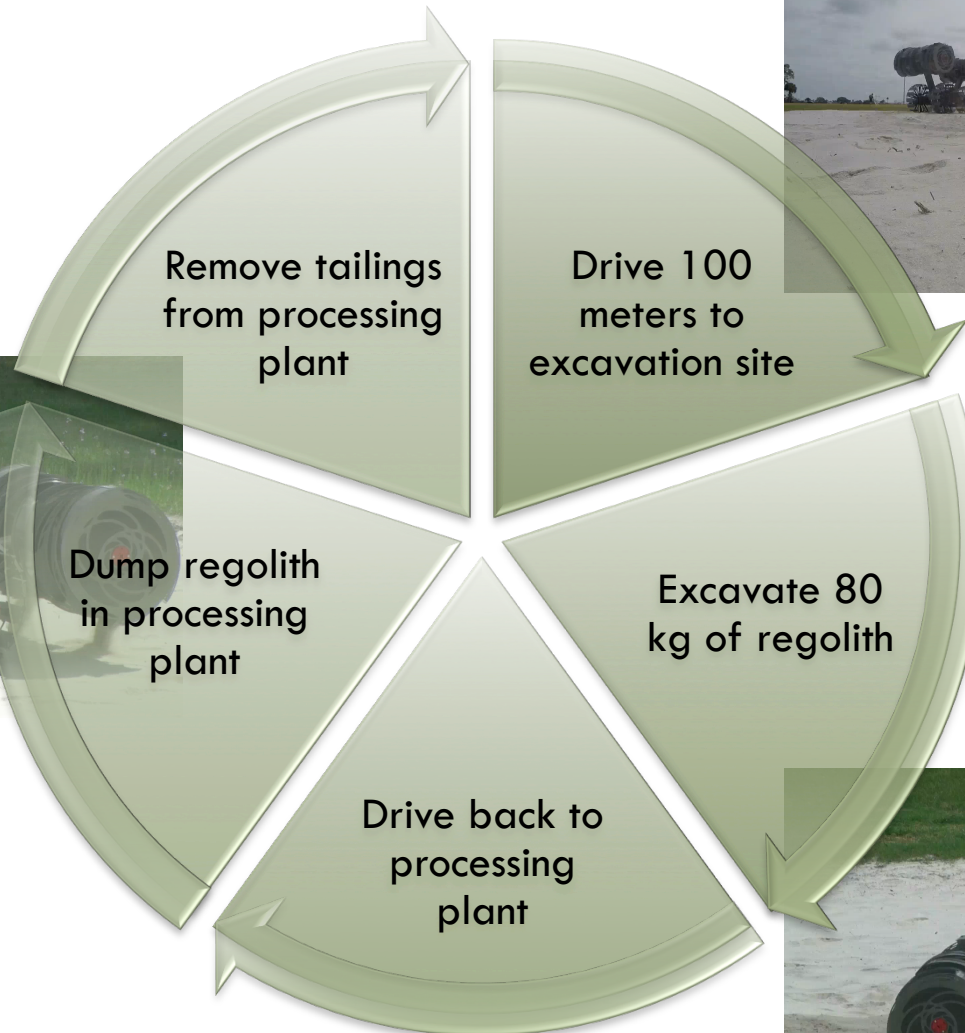 Remove tailings
from processing
plant
Drive 100
meters to
excavation site
Excavate 80
kg of regolith
Drive back to
processing
plant
Dump regolith
in processing
plant